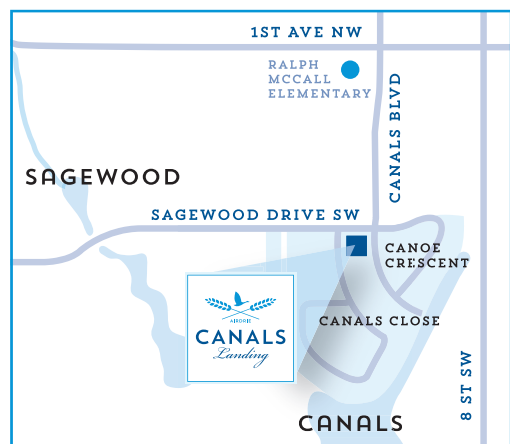 1ST AVE NW
RALPH
MCCALL
ELEMENTARY
CANALS BLVD
SAGEWOOD
SAGEWOOD DRIVE SW
CANOE
CRESCENT
AIRDRIE
CANALS
Landing
CANALS CLOSE
8 ST SW
CANALS